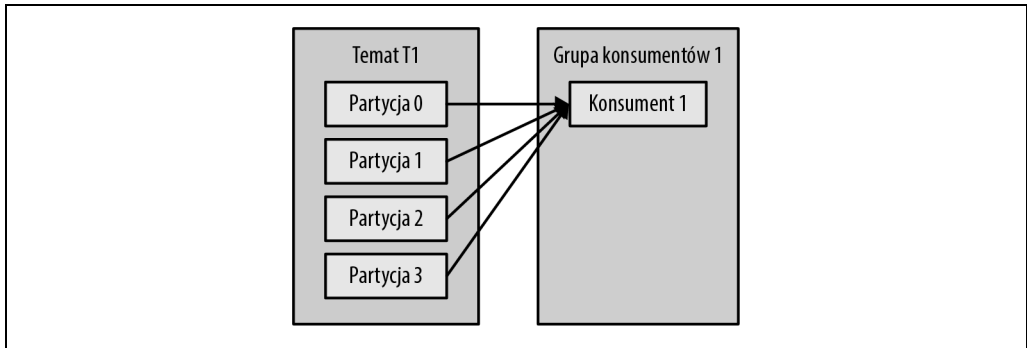 Temat T1
Partycja 0
Partycja 1
Partycja 2
Partycja 3
Grupa konsumentów 1
Konsument 1